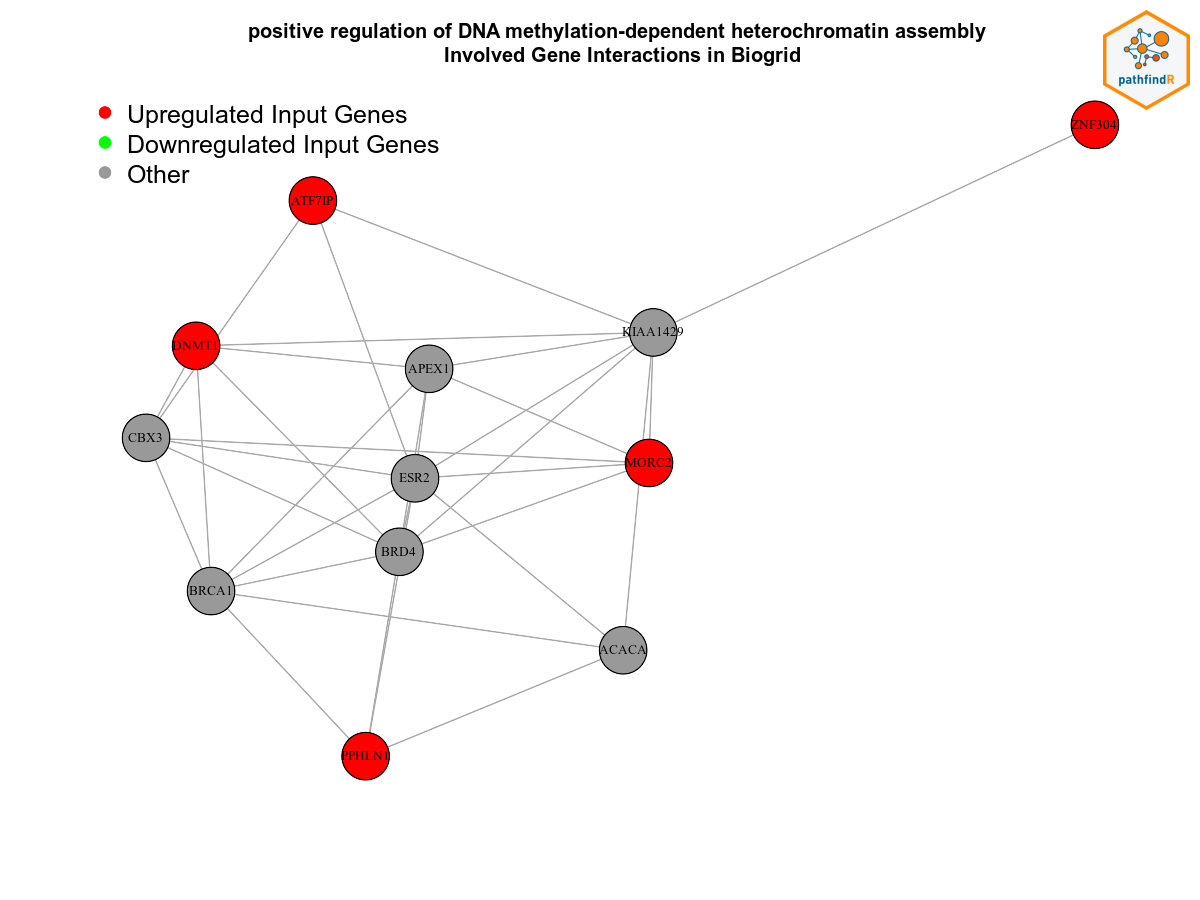 positive regulation of DNA methylation-dependent heterochromatin assembly
Involved Gene Interactions in Biogrid
pathfindR
Upregulated Input Genes
Downregulated Input Genes
Other
ZNF304
ATF7IP
KIAA1429
DNMT1
APEX1
CBX3
MORC2
ESR2
BRD4
BRCA1
ACACA
PPHLN1